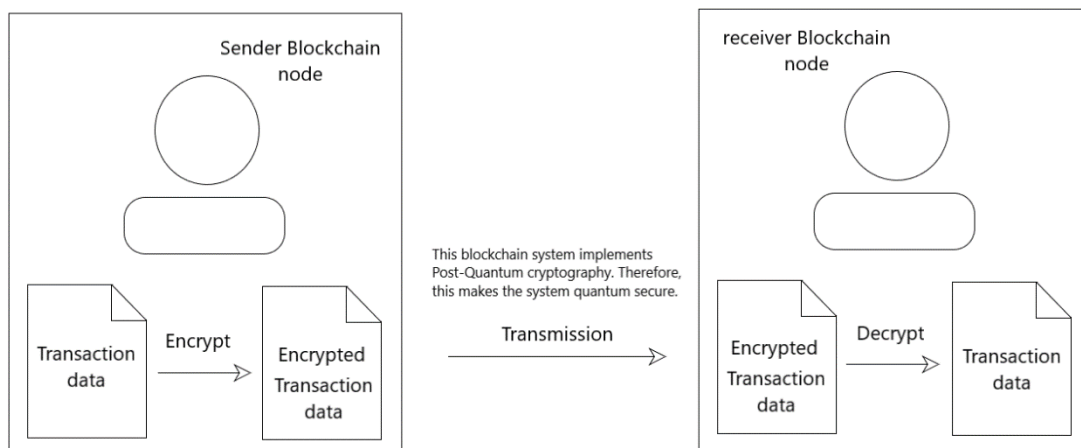 Sender Blockchain
node
Transaction
data
Encrypt
Encrypted
Transaction
data
This blockchain system implements
Post-Quantum cryptography. Therefore,
this makes the system quantum secure.
Transmission
receiver Blockchain
node
Encrypted
Transaction
data
Decrypt
Transaction
data